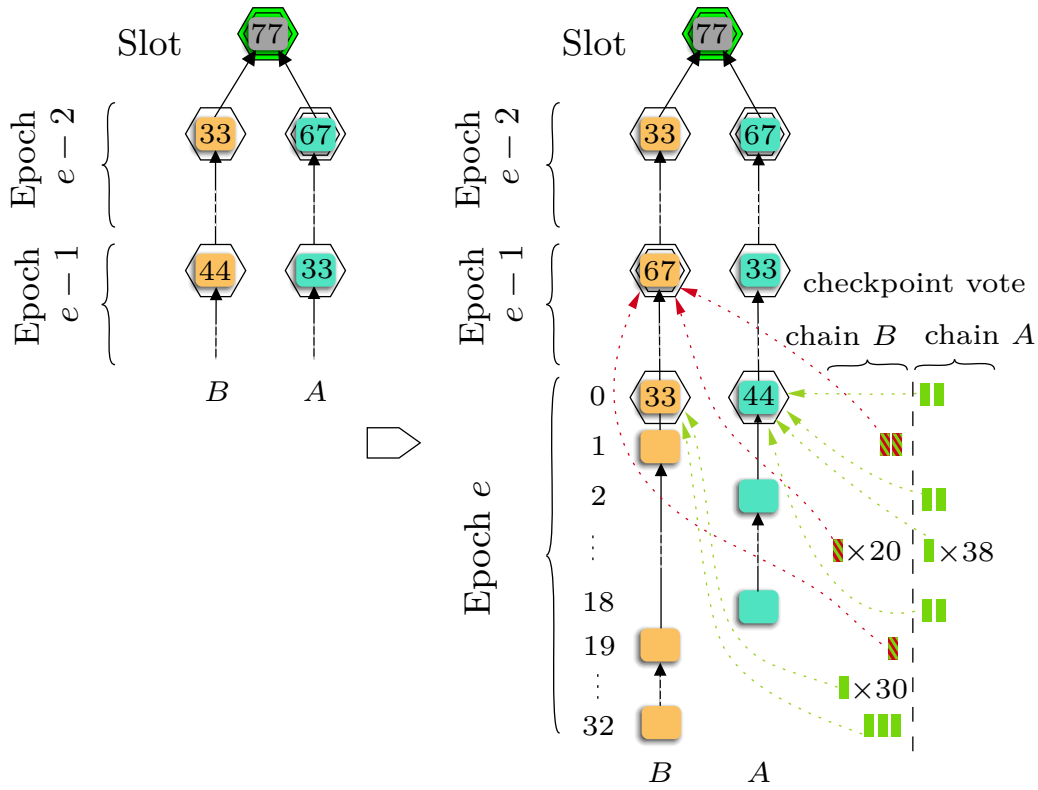 Slot
77
Epoch
e − 2
33
67
Epoch
e − 1
44
33
B
A
Slot
77
Epoch
e − 2
33
67
Epoch
e − 1
67
33
checkpoint vote
chain B
chain A
Epoch e
0
33
44
1
2
⋮
×20
×38
18
19
⋮
×30
32
B
A